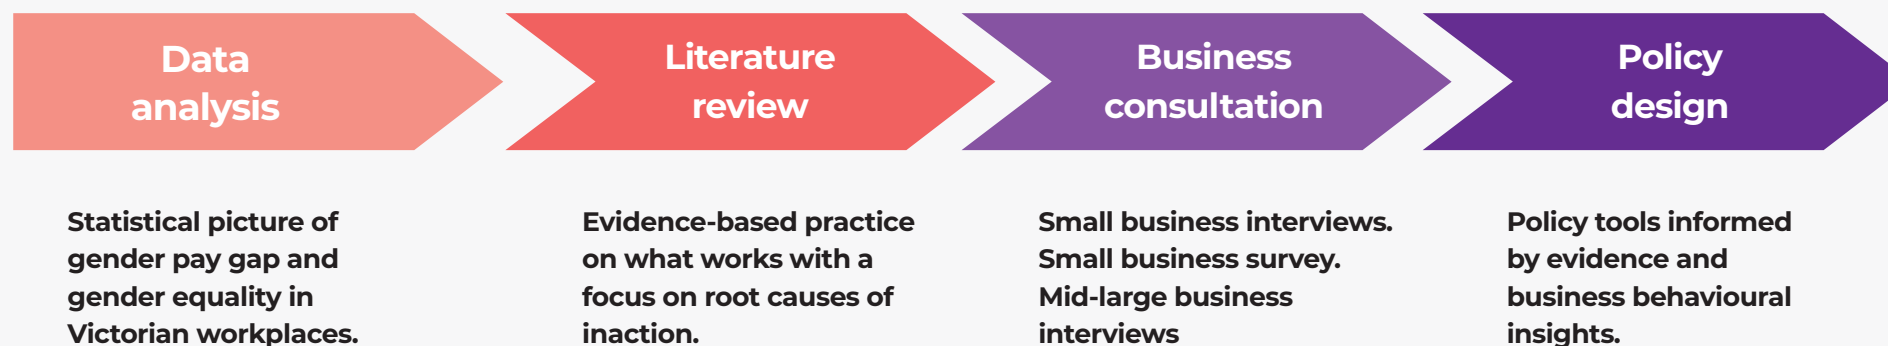 Data
analysis
Statistical picture of
gender pay gap and
gender equality in
Victorian workplaces.
Literature
review
Evidence-based practice
on what works with a
focus on root causes of
inaction.
Business
consultation
Small business interviews.
Small business survey.
Mid-large business
interviews
Policy
design
Policy tools informed
by evidence and
business behavioural
insights.